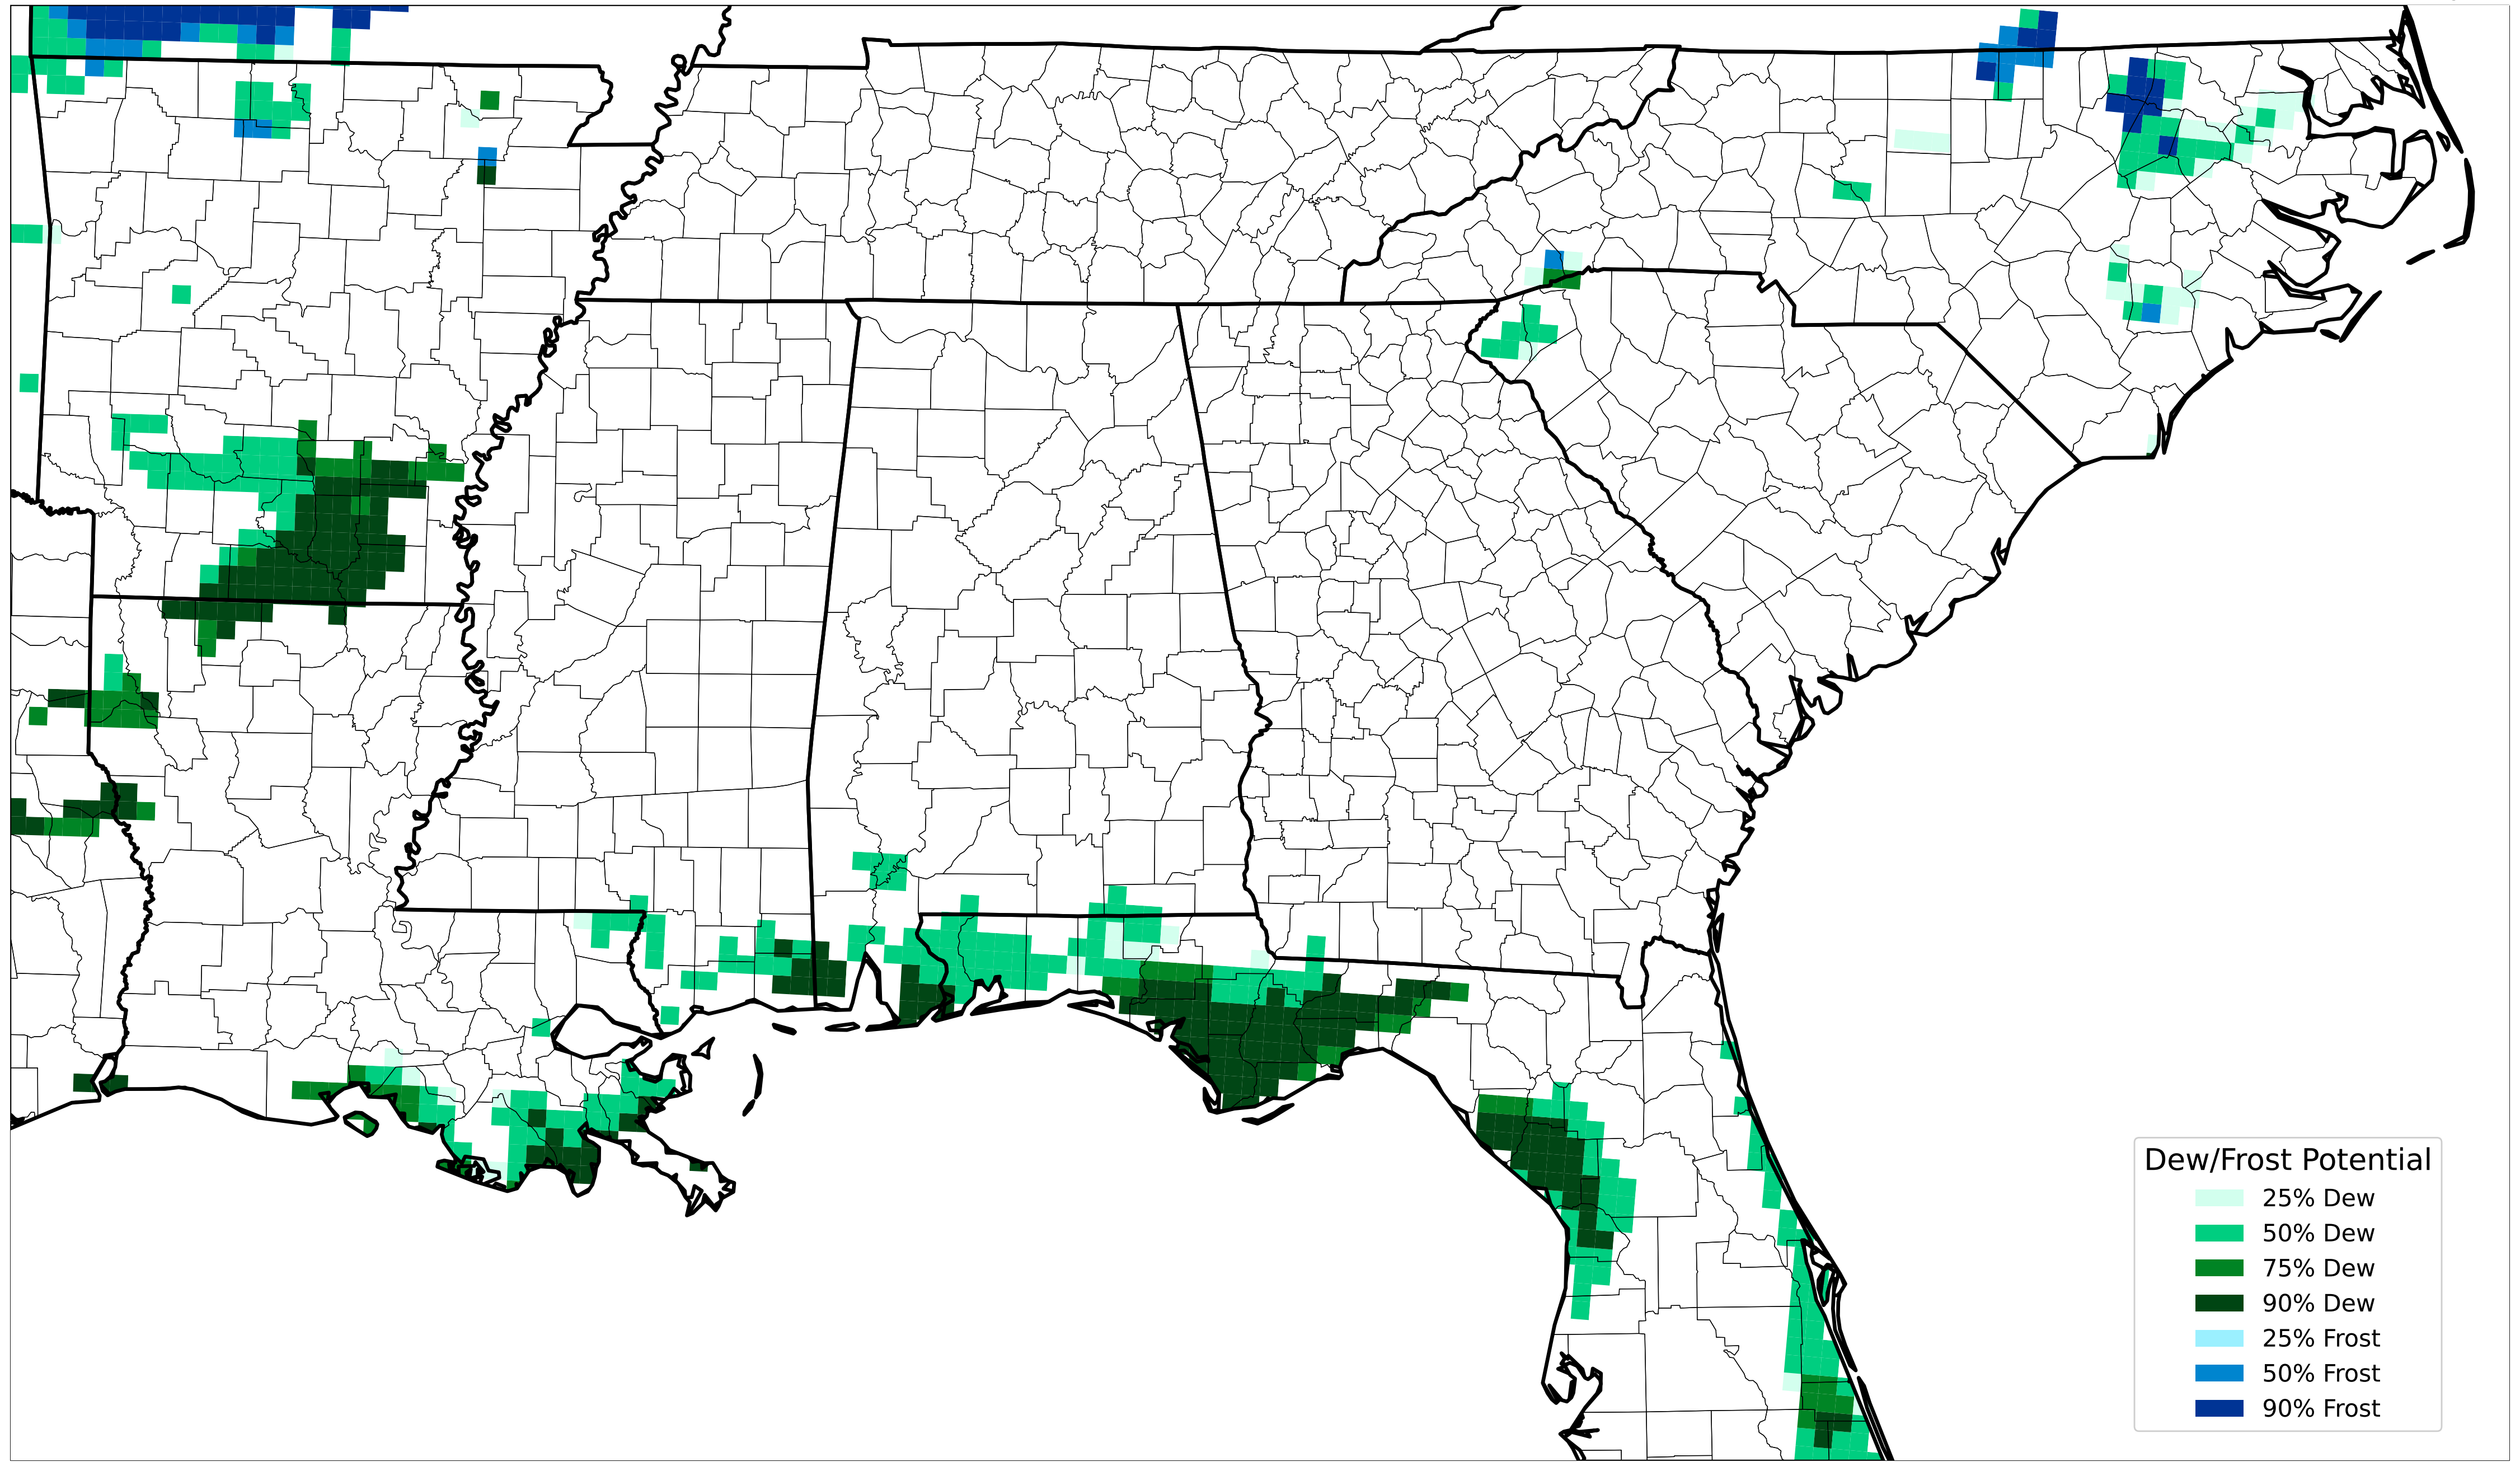 Dew/Frost Potential
25% Dew
50% Dew
75% Dew
90% Dew
25% Frost
50% Frost
90% Frost